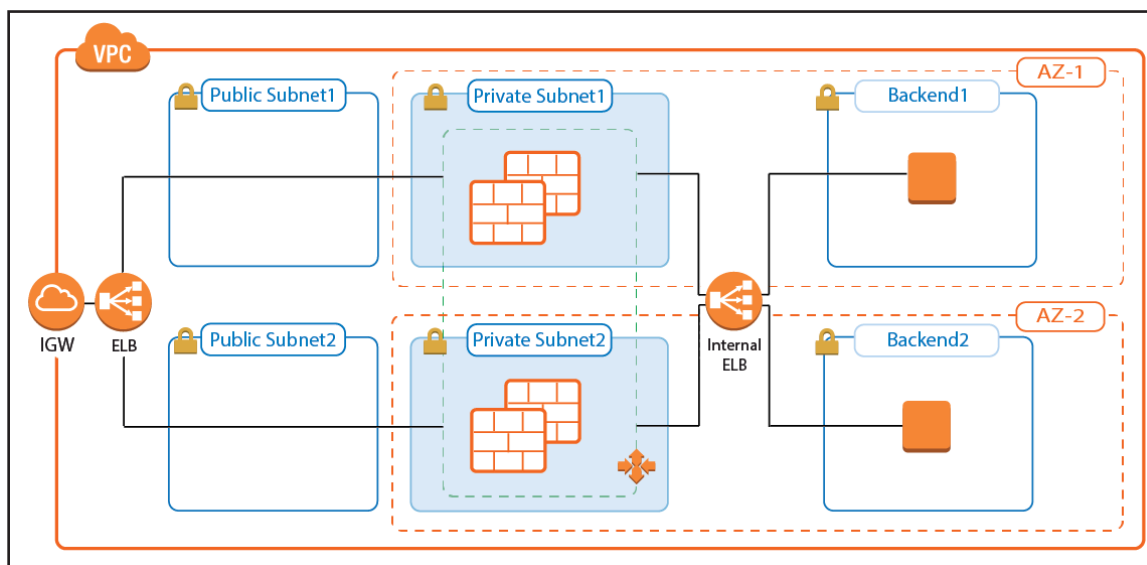 VPC
AZ-1
Public Subnet1
Private Subnet1
Backend1
IGW
ELB
Internal
ELB
AZ-2
Public Subnet2
Private Subnet2
Backend2